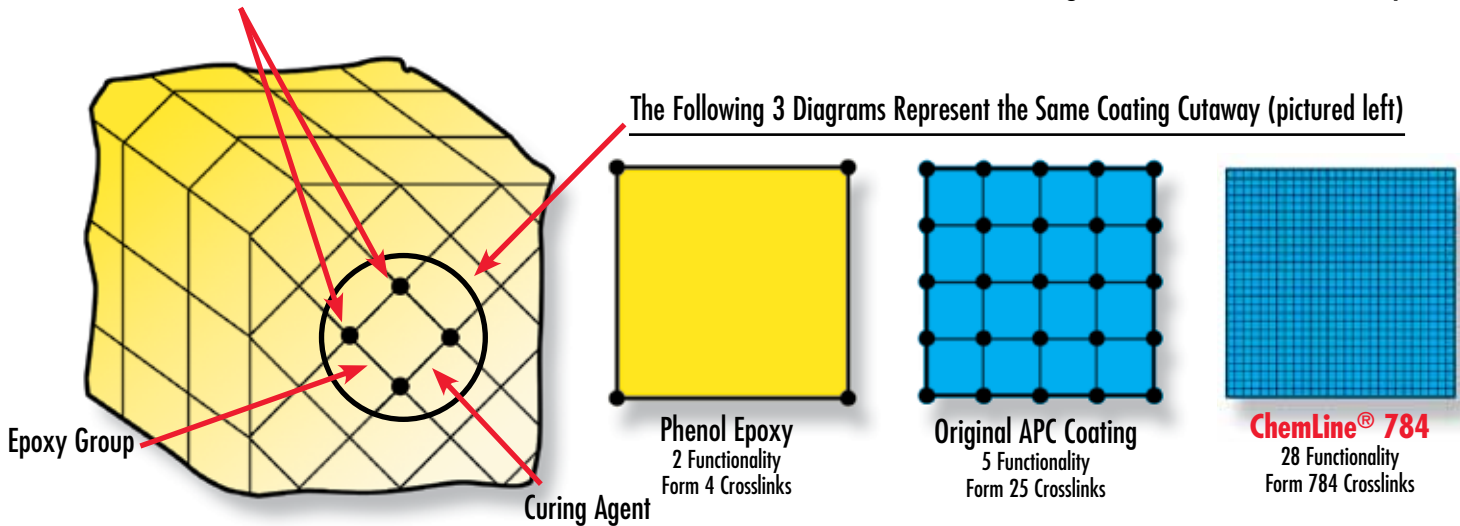 The Following 3 Diagrams Represent the Same Coating Cutaway (pictured left)
Epoxy Group
Curing Agent
Phenol Epoxy
2 Functionality
Form 4 Crosslinks
Original APC Coating
5 Functionality
Form 25 Crosslinks
ChemLine® 784
28 Functionality
Form 784 Crosslinks